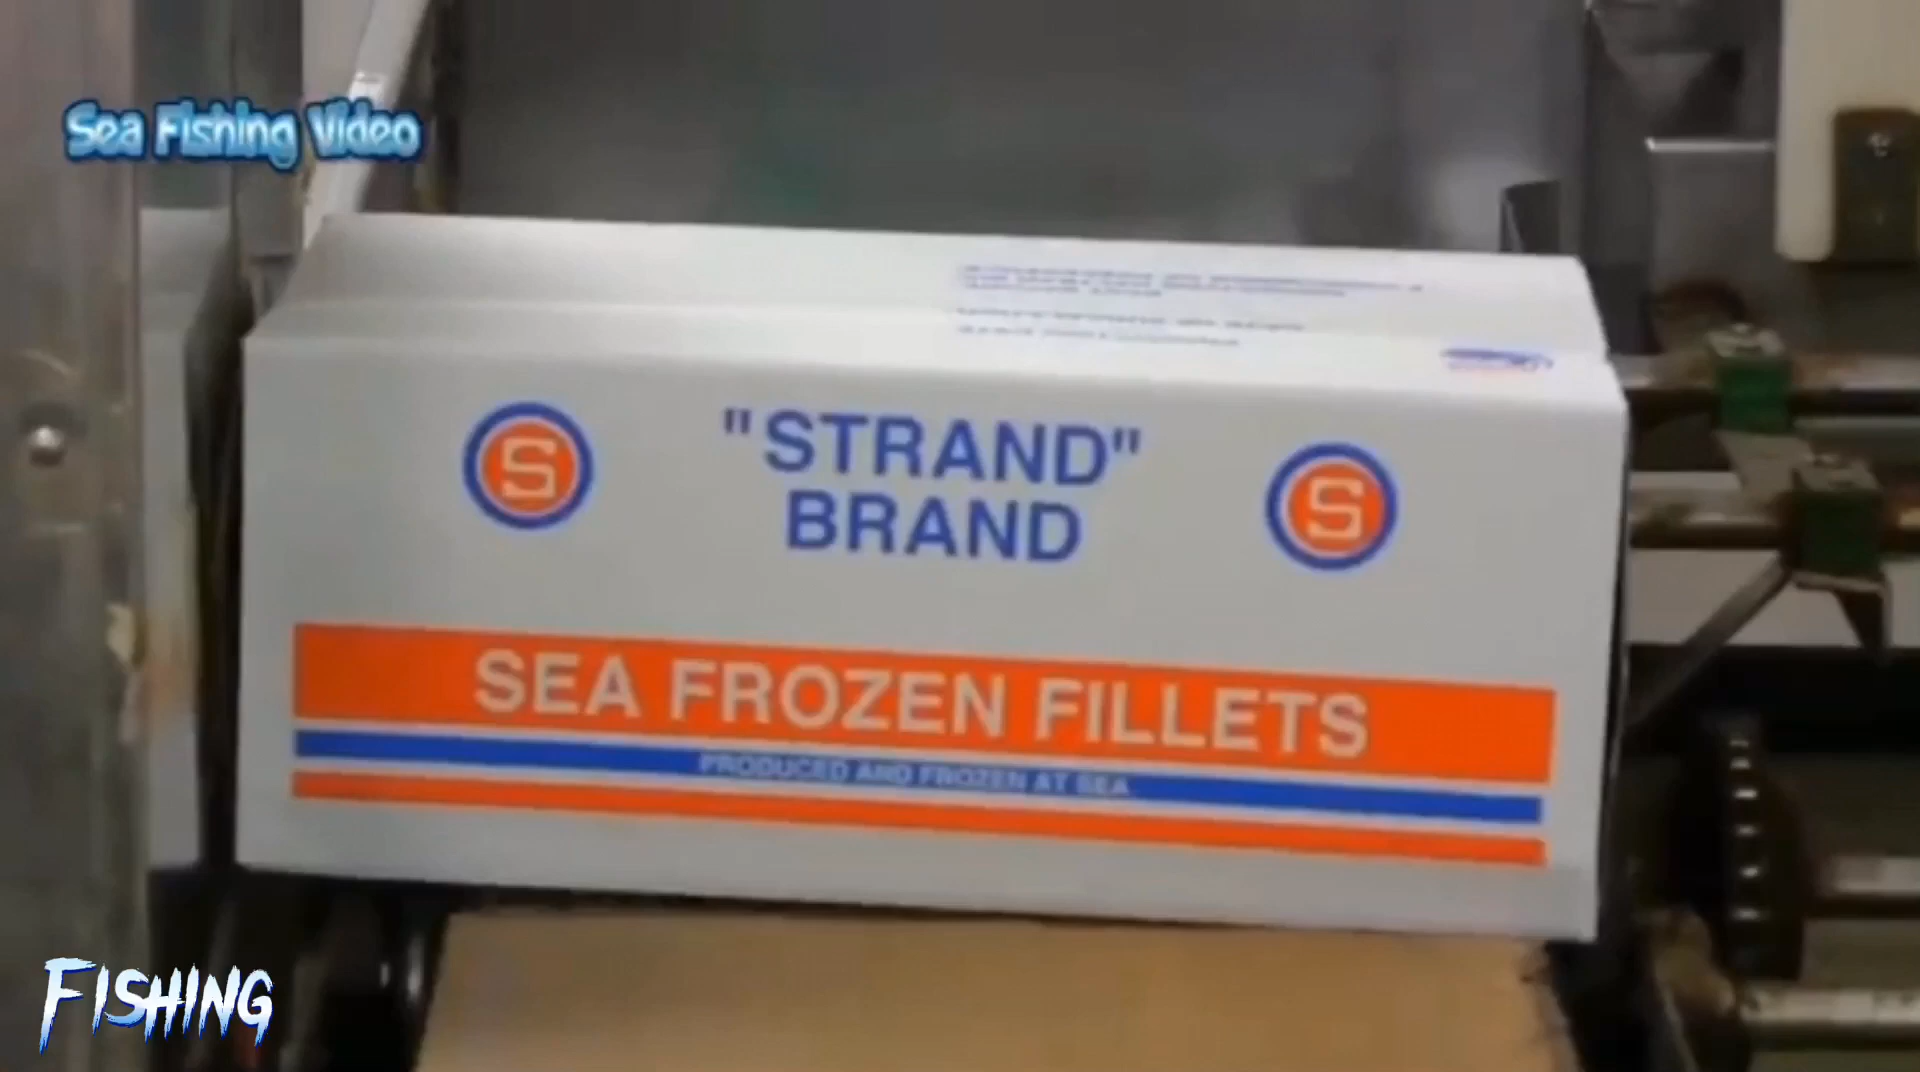 Sea Fishing Video
"STRAND"
BRAND
S
S
SEA FROZEN FILLETS
PRODUCED AND FROZEN AT SEA
FISHING